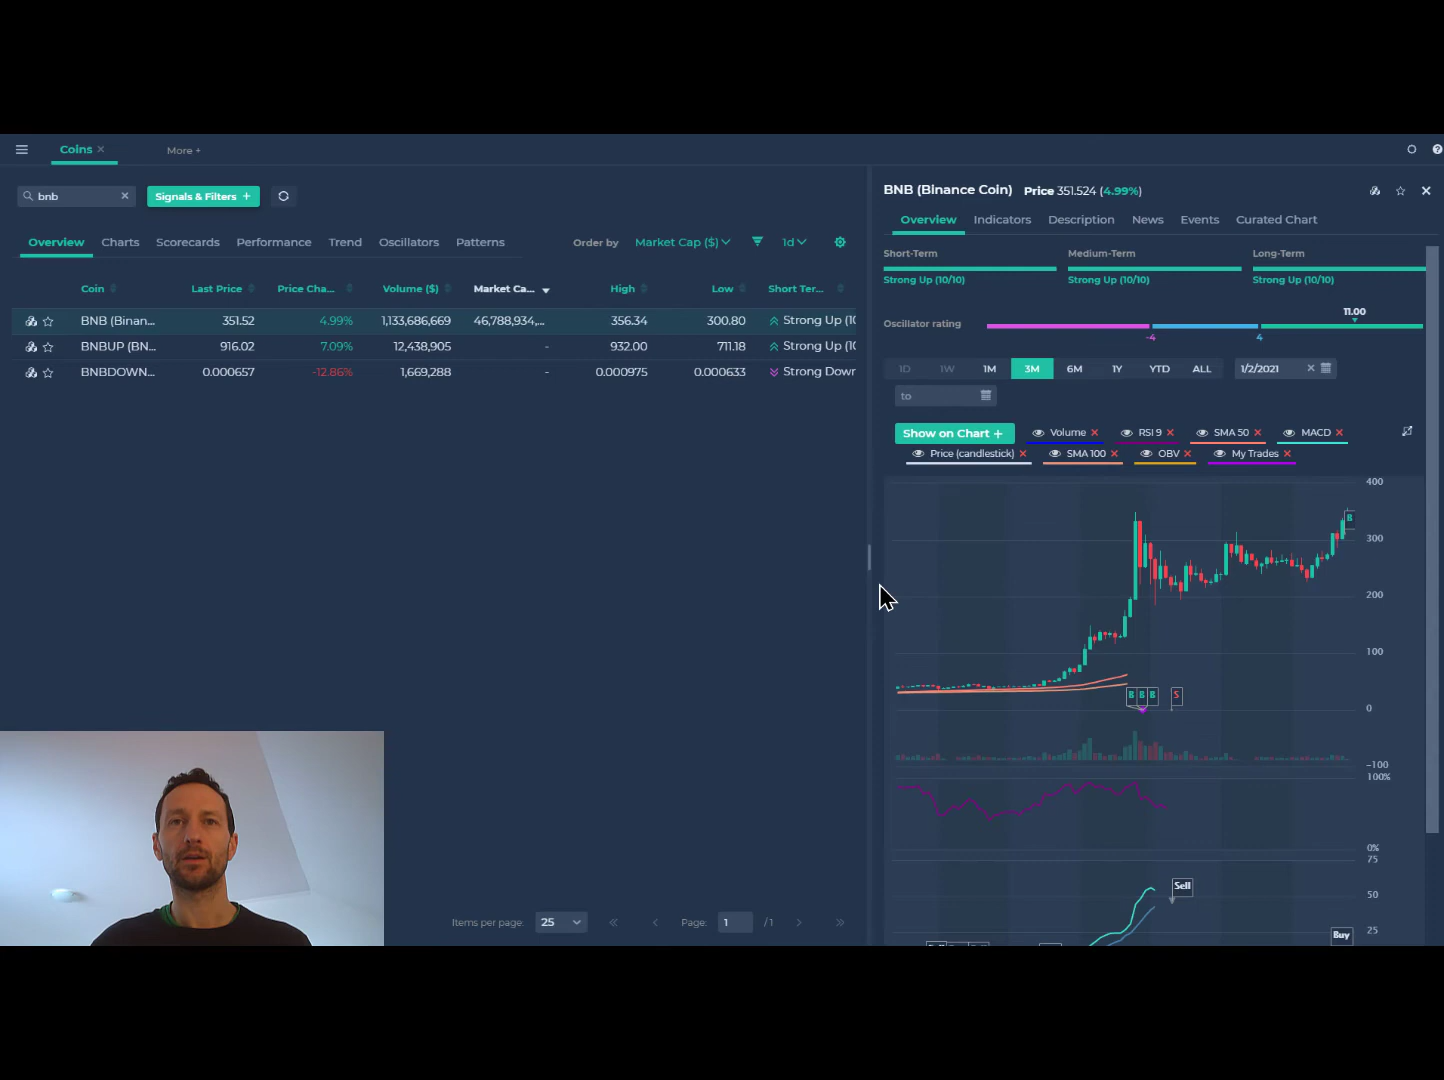 Coins
More +
?
bnb
Signals & Filters +
BNB (Binance Coin) Price 351.524 (4.99%)
Overview Charts Scorecards Performance Trend Oscillators Patterns
Order by Market Cap ($) 1d
Overview Indicators Description News Events Curated Chart
Short-Term Medium-Term Long-Term
Strong Up (10/10) Strong Up (10/10) Strong Up (10/10)
Coin Last Price Price Cha... Volume ($) Market Ca... High Low Short Ter...
BNB (Binan... 351.52 4.99% 1,133,686,669 46,788,934,... 356.34 300.80 Strong Up (10
BNBUP (BN... 916.02 7.09% 12,438,905 - 932.00 711.18 Strong Up (10
BNBDOWN... 0.000657 -12.86% 1,669,288 - 0.000975 0.000633 Strong Down
11.00
Oscillator rating
-4 4
1D 1W 1M 3M 6M 1Y YTD ALL 1/2/2021
to
Show on Chart + Volume RSI 9 SMA 50 MACD
Price (candlestick) SMA 100 OBV My Trades
400
B
300
200
100
B B B S
0
-100
100%
0%
75
Sell
50
Buy
25
Items per page: 25 Page: 1 / 1